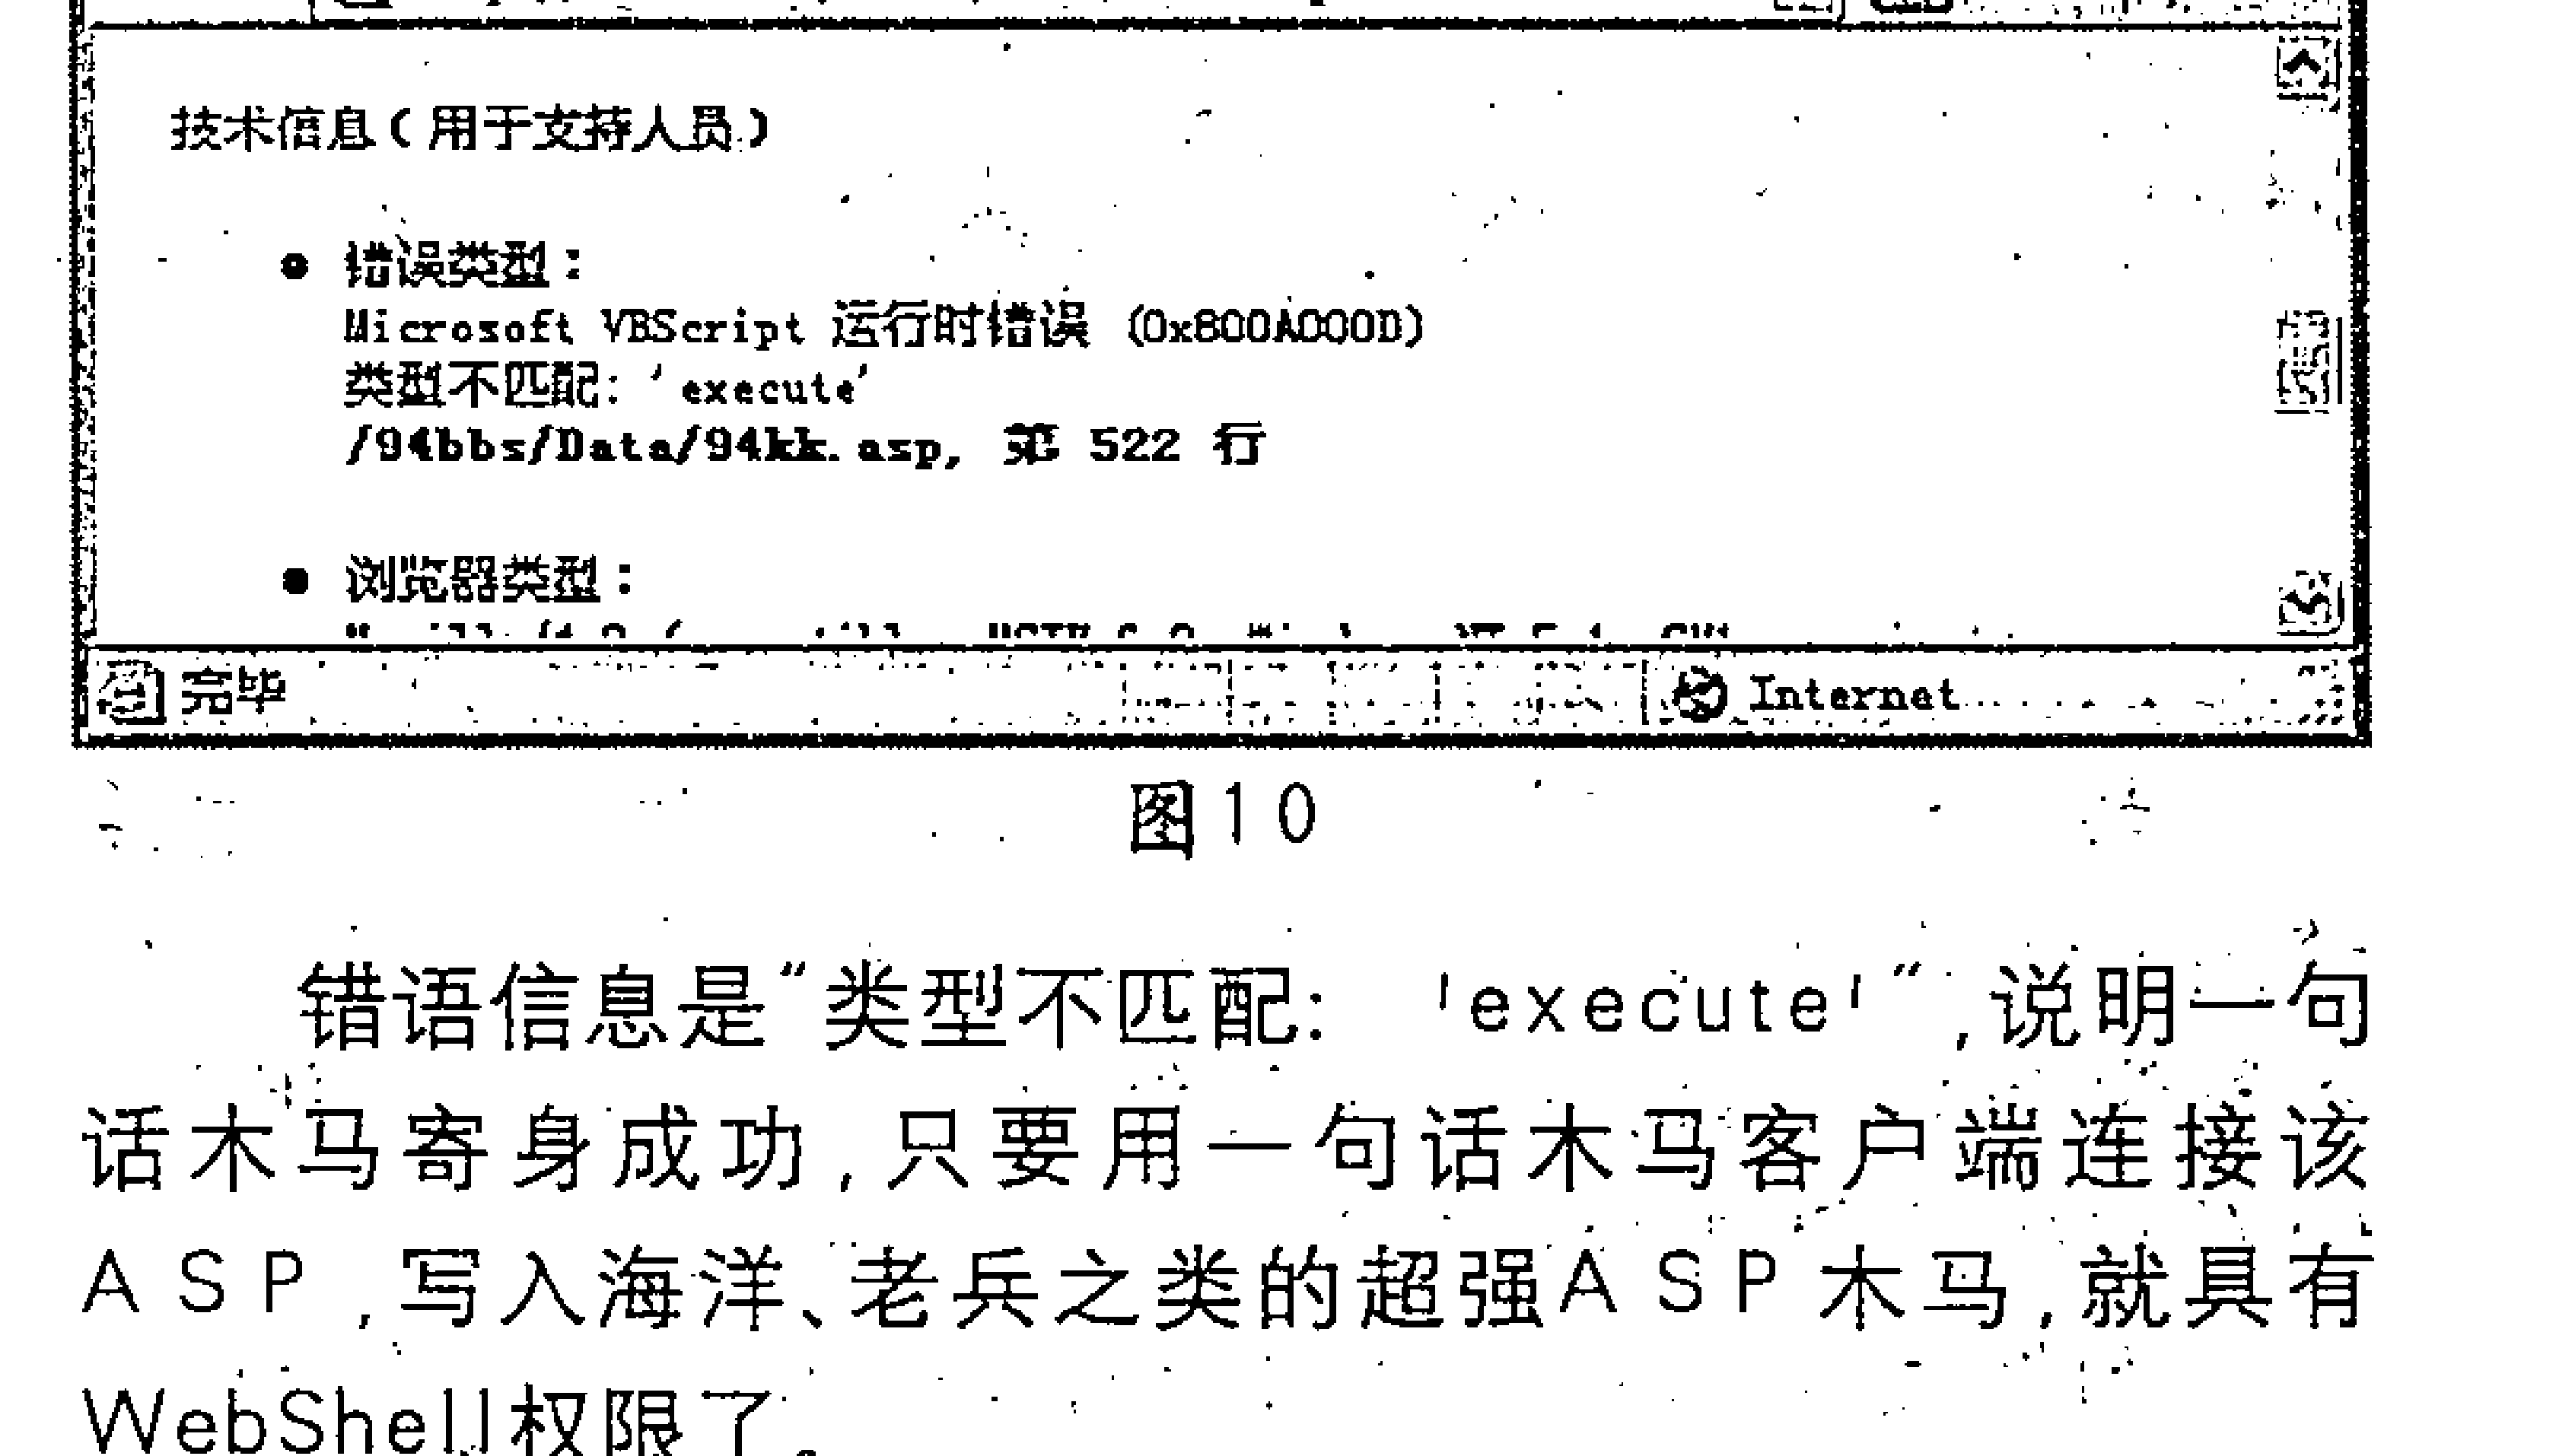 技术信息(用于支持人员)
错误类型:
Microsoft VBScript 运行时错误 (0x800A000D)
类型不匹配: 'execute'
/94bbs/Data/94kk.asp, 第 522 行
浏览器类型:
完毕
Internet
图10
错语信息是“类型不匹配: 'execute'”,说明一句
话木马寄身成功,只要用一句话木马客户端连接该
ASP,写入海洋、老兵之类的超强ASP木马,就具有
WebShell权限了。